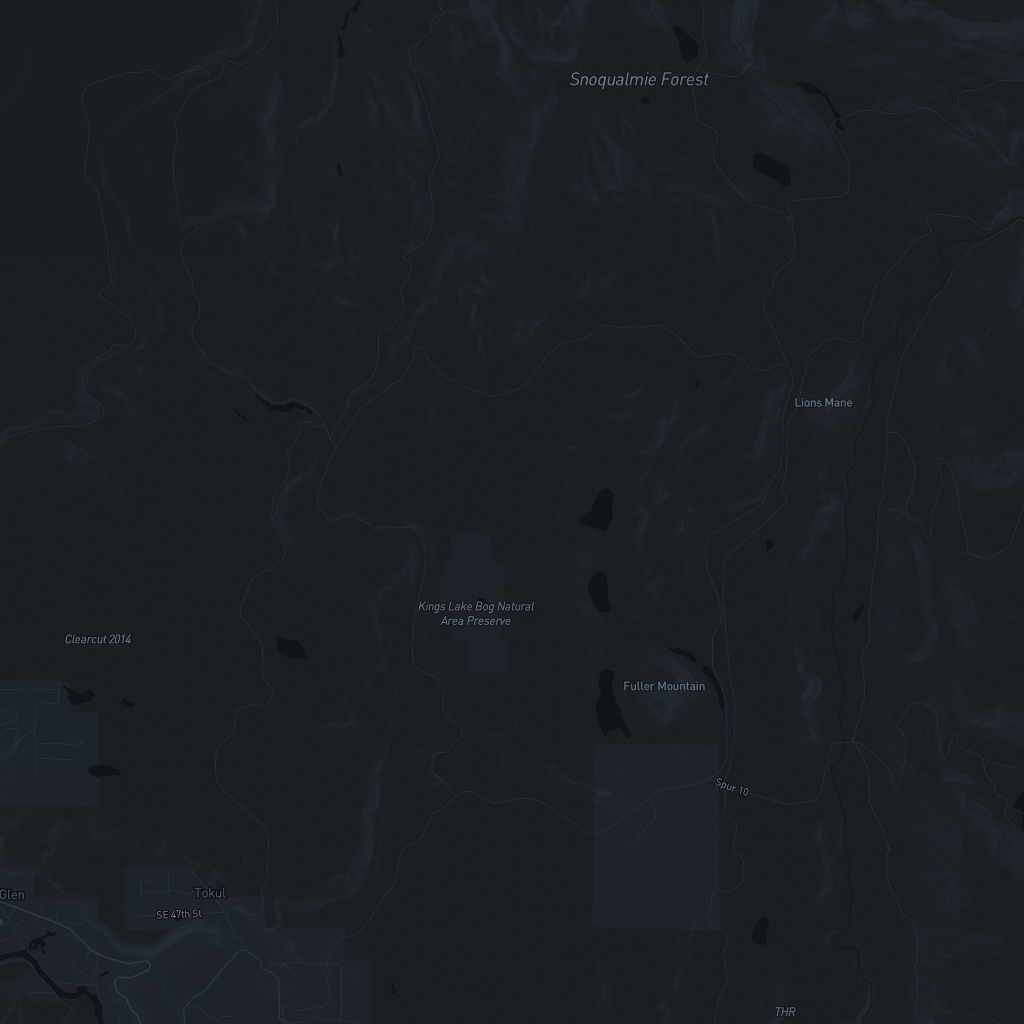 Snoqualmie Forest
Lions Mane
Kings Lake Bog Natural
Area Preserve
Clearcut 2014
Fuller Mountain
Spur 10
Glen
Tokul
SE 47th St
THR